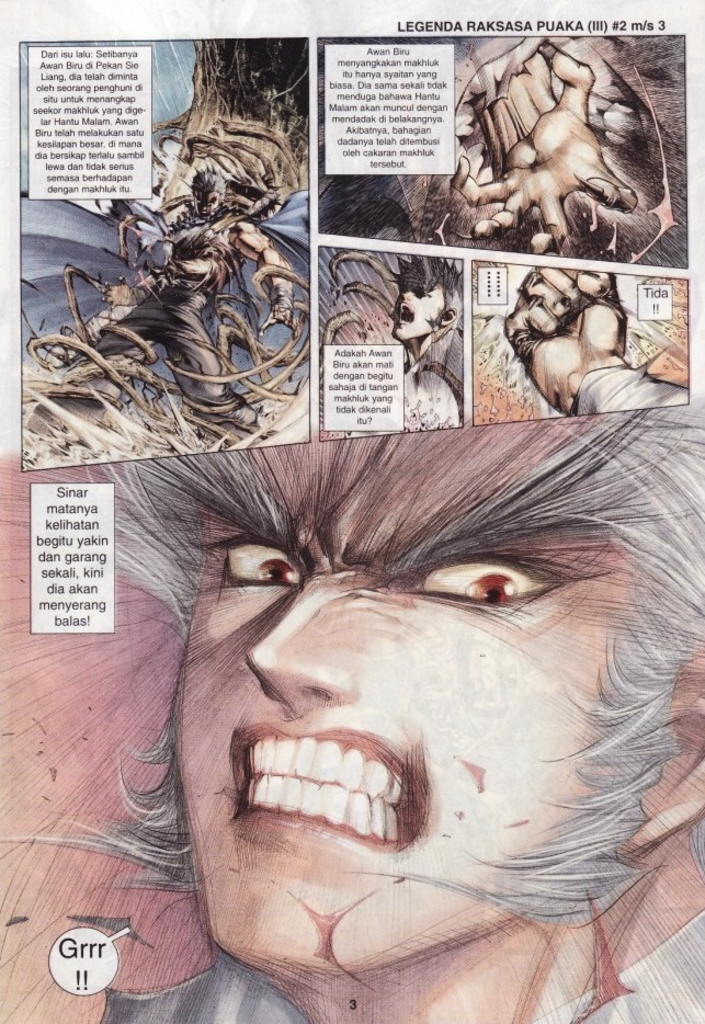 LEGENDA RAKSASA PUAKA (III) #2 m/s 3
Dari isu lalu: Setibanya
Awan Biru di Pekan Sie
Liang, dia telah diminta
oleh seorang penghuni di
situ untuk menangkap
seekor makhluk yang dige-
lar Hantu Malam. Awan
Biru telah melakukan satu
kesilapan besar, di mana
dia bersikap terlalu sambil
lewa dan tidak serius
semasa berhadapan
dengan makhluk itu.
Awan Biru
menyangkakan makhluk
itu hanya syaitan yang
biasa. Dia sama sekali tidak
menduga bahawa Hantu
Malam akan muncul dengan
mendadak di belakangnya.
Akibatnya, bahagian
dadanya telah ditembusi
oleh cakaran makhluk
tersebut.
Adakah Awan
Biru akan mati
dengan begitu
sahaja di tangan
makhluk yang
tidak dikenali
itu?
Tida
!!
Sinar
matanya
kelihatan
begitu yakin
dan garang
sekali, kini
dia akan
menyerang
balas!
Grrr
!!
3